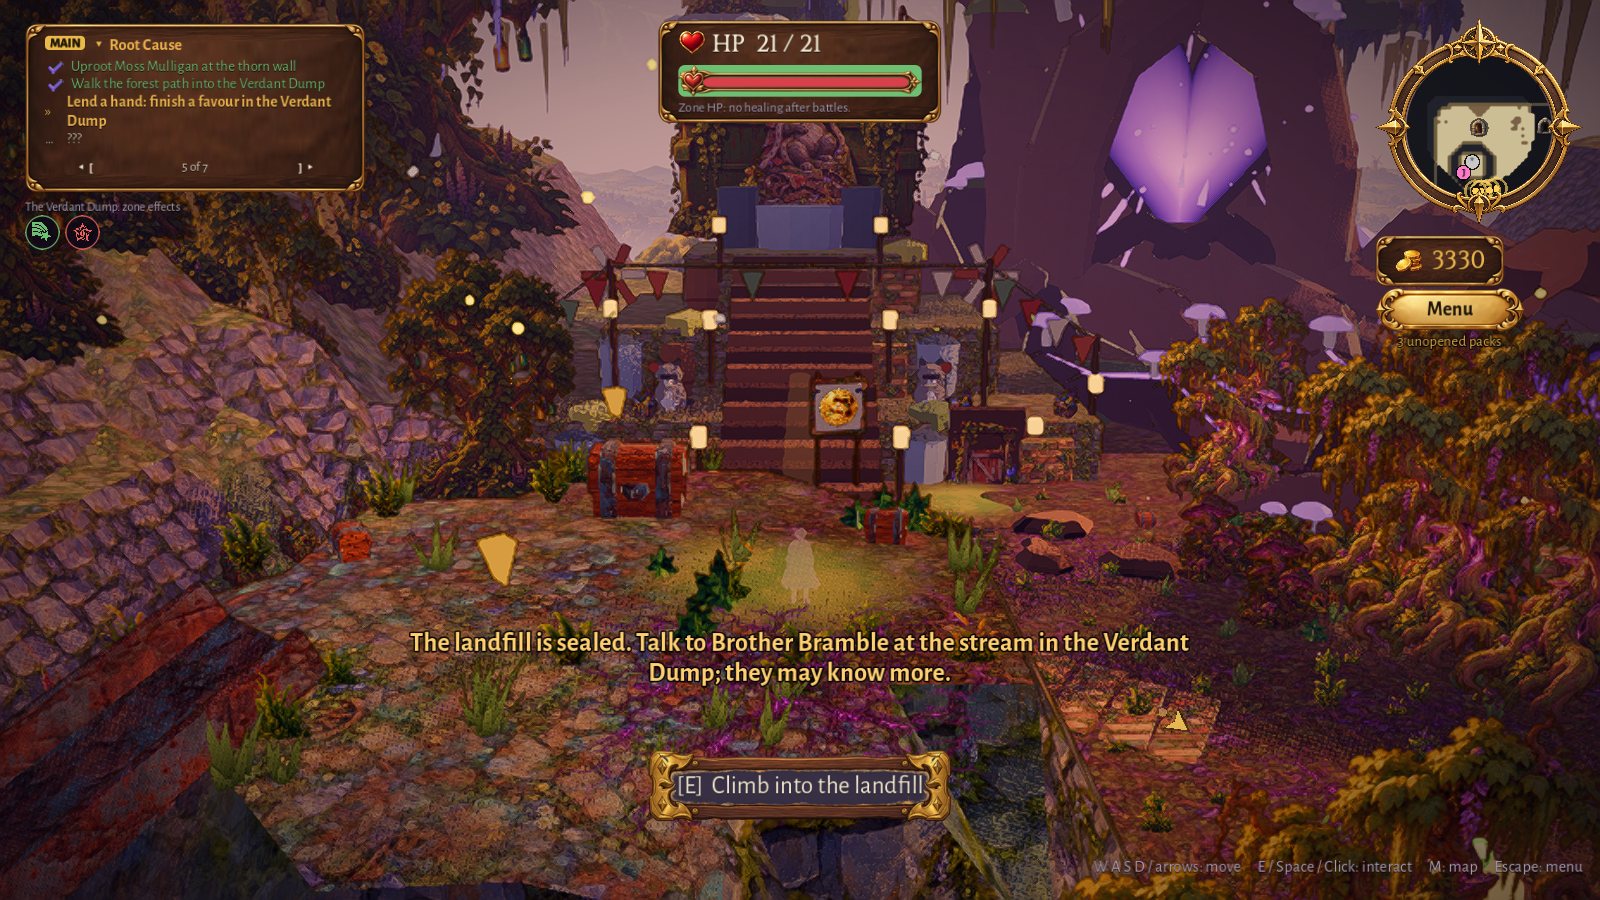 MAIN ▾ Root Cause
Uproot Moss Mulligan at the thorn wall
Walk the forest path into the Verdant Dump
» Lend a hand: finish a favour in the Verdant
Dump
... ???
◂ [ 5 of 7 ] ▸
The Verdant Dump: zone effects
HP 21 / 21
Zone HP: no healing after battles.
1
3330
Menu
3 unopened packs
The landfill is sealed. Talk to Brother Bramble at the stream in the Verdant
Dump; they may know more.
[E] Climb into the landfill
W A S D / arrows: move E / Space / Click: interact M: map Escape: menu